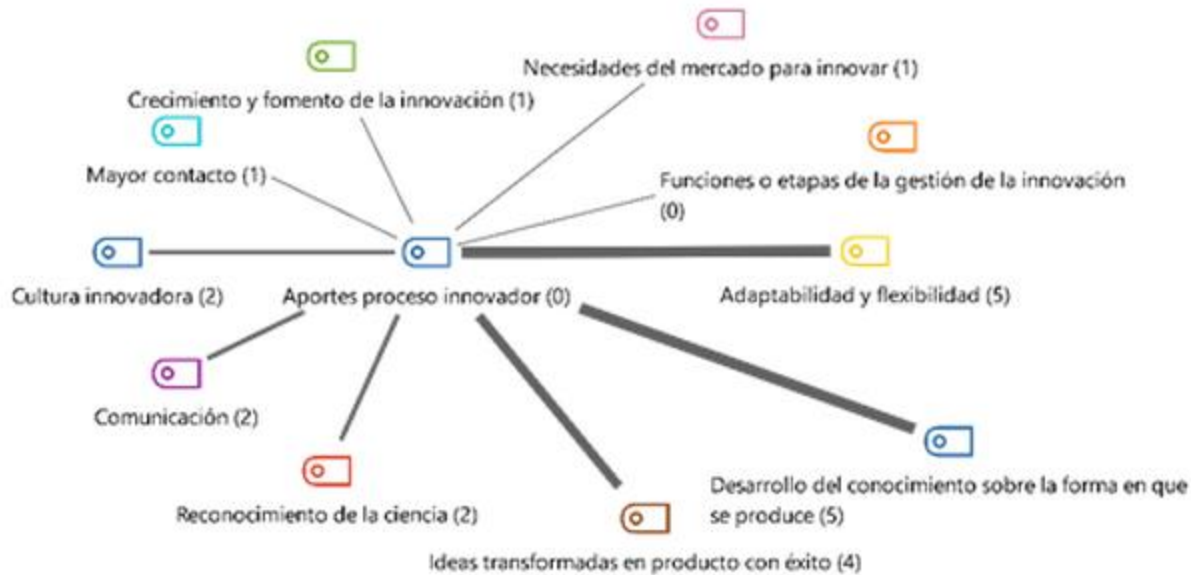 Necesidades del mercado para innovar (1)
Crecimiento y fomento de la innovación (1)
Mayor contacto (1)
Funciones o etapas de la gestión de la innovación
(0)
Cultura innovadora (2)
Aportes proceso innovador (0)
Adaptabilidad y flexibilidad (5)
Comunicación (2)
Reconocimiento de la ciencia (2)
Desarrollo del conocimiento sobre la forma en que
se produce (5)
Ideas transformadas en producto con éxito (4)